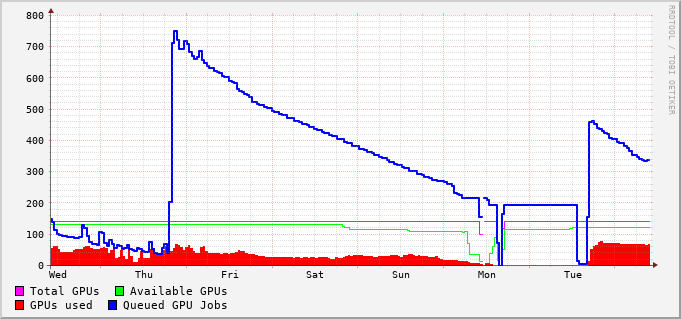 800
700
600
500
400
300
200
100
0
Wed Thu Fri Sat Sun Mon Tue
RRDTOOL / TOBI OETIKER
Total GPUs Available GPUs
GPUs used Queued GPU Jobs